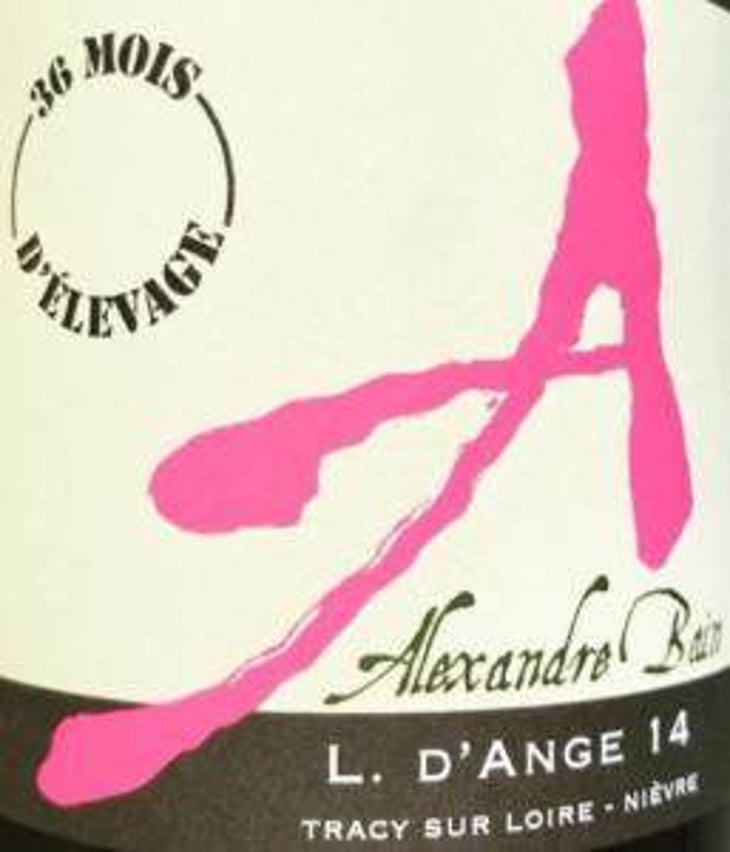 36 MOIS
D'ÉLEVAGE
Alexandre Bain
L. D'ANGE 14
TRACY SUR LOIRE - NIÈVRE